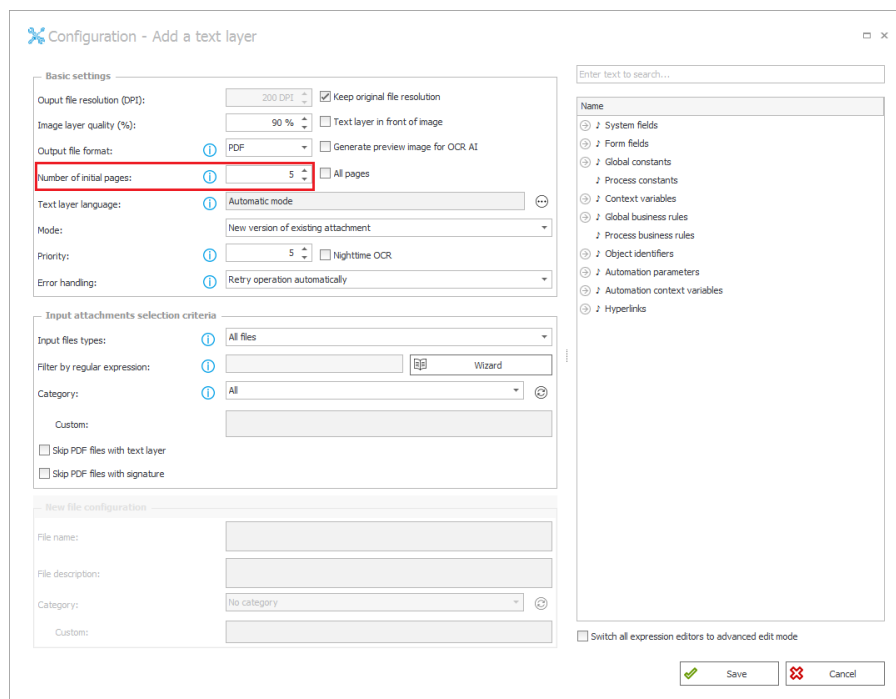 Configuration - Add a text layer
Basic settings
Ouput file resolution (DPI): 200 DPI Keep original file resolution
Image layer quality (%): 90 % Text layer in front of image
Output file format: PDF Generate preview image for OCR AI
Number of initial pages: 5 All pages
Text layer language: Automatic mode
Mode: New version of existing attachment
Priority: 5 Nighttime OCR
Error handling: Retry operation automatically
Input attachments selection criteria
Input files types: All files
Filter by regular expression: Wizard
Category: All
Custom:
Skip PDF files with text layer
Skip PDF files with signature
New file configuration
File name:
File description:
Category: No category
Custom:
Enter text to search...
Name
System fields
Form fields
Global constants
Process constants
Context variables
Global business rules
Process business rules
Object identifiers
Automation parameters
Automation context variables
Hyperlinks
Switch all expression editors to advanced edit mode
Save Cancel